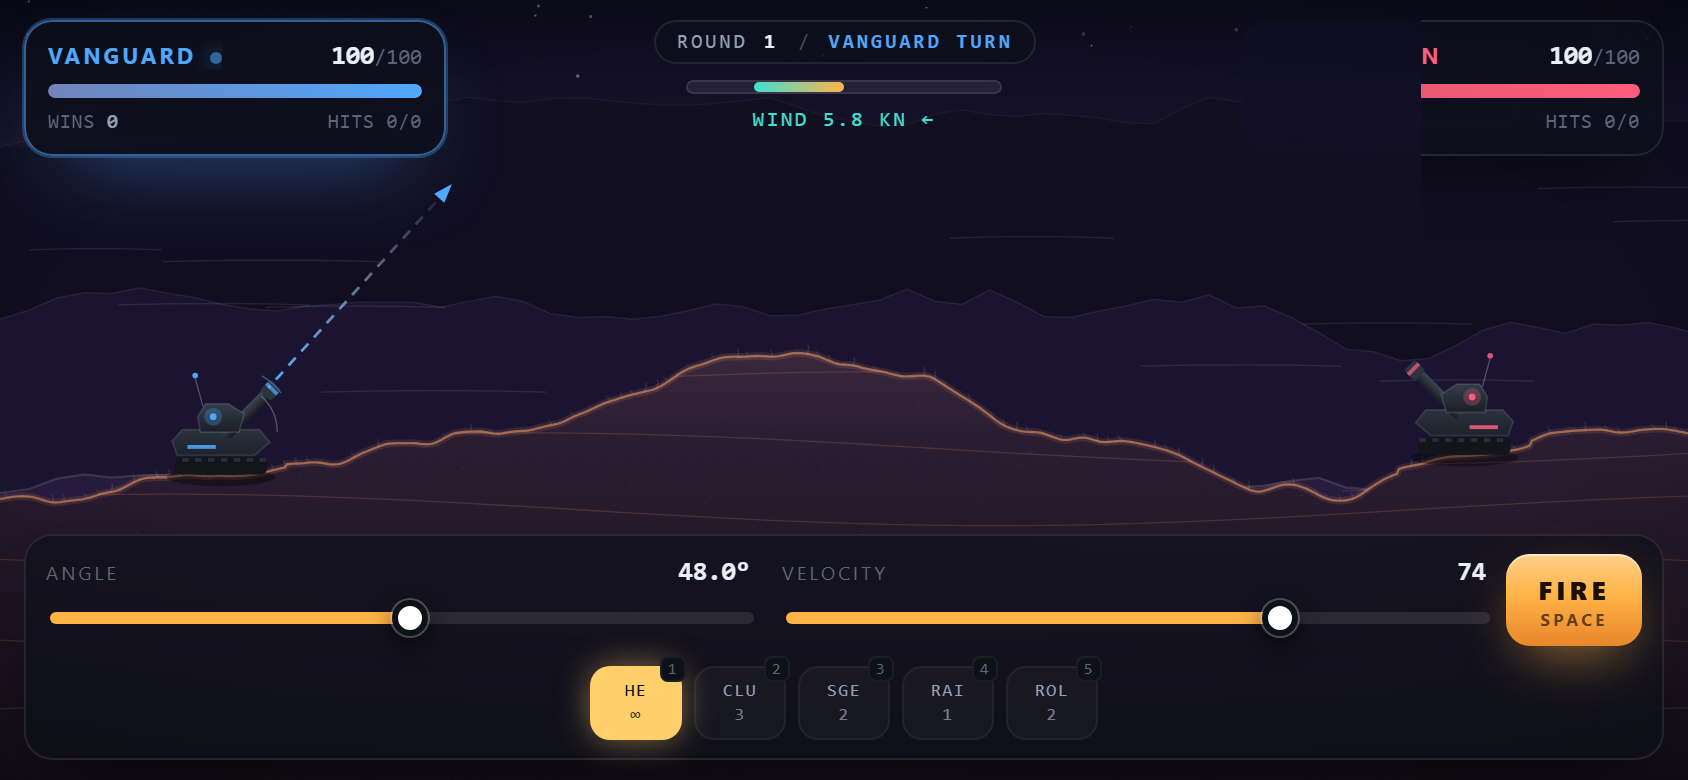 VANGUARD 100/100
WINS 0 HITS 0/0
ROUND 1 / VANGUARD TURN
WIND 5.8 KN ←
N 100/100
HITS 0/0
ANGLE 48.0°
VELOCITY 74
FIRE
SPACE
1
HE
∞
2
CLU
3
3
SGE
2
4
RAI
1
5
ROL
2